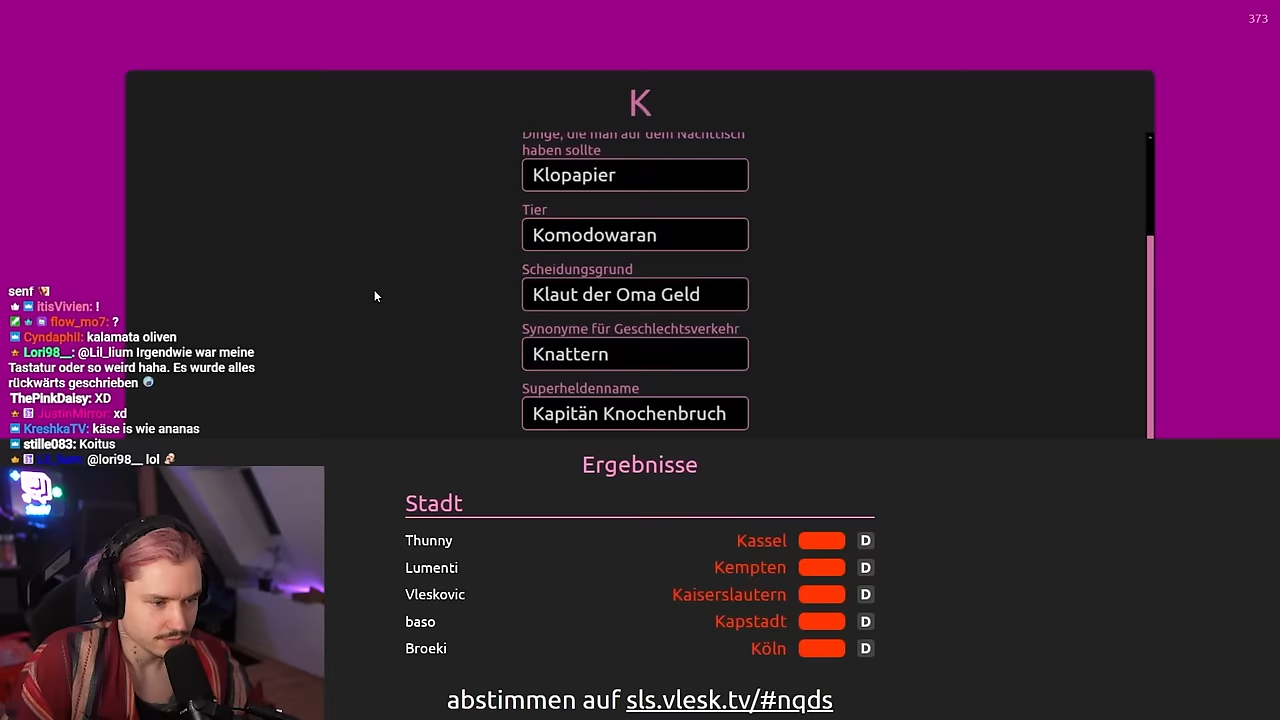 373
K
Dinge, die man auf dem Nachttisch
haben sollte
Klopapier
Tier
Komodowaran
Scheidungsgrund
Klaut der Oma Geld
Synonyme für Geschlechtsverkehr
Knattern
Superheldenname
Kapitän Knochenbruch
senf
itisVivien: !
flow_mo7: ?
Cyndaphil: kalamata oliven
Lori98__: @Lil_lium Irgendwie war meine
Tastatur oder so weird haha. Es wurde alles
rückwärts geschrieben
ThePinkDaisy: XD
JustinMirror: xd
KreshkaTV: käse is wie ananas
stille083: Koitus
@lori98__ lol
Ergebnisse
Stadt
Thunny Kassel D
Lumenti Kempten D
Vleskovic Kaiserslautern D
baso Kapstadt D
Broeki Köln D
abstimmen auf sls.vlesk.tv/#nqds